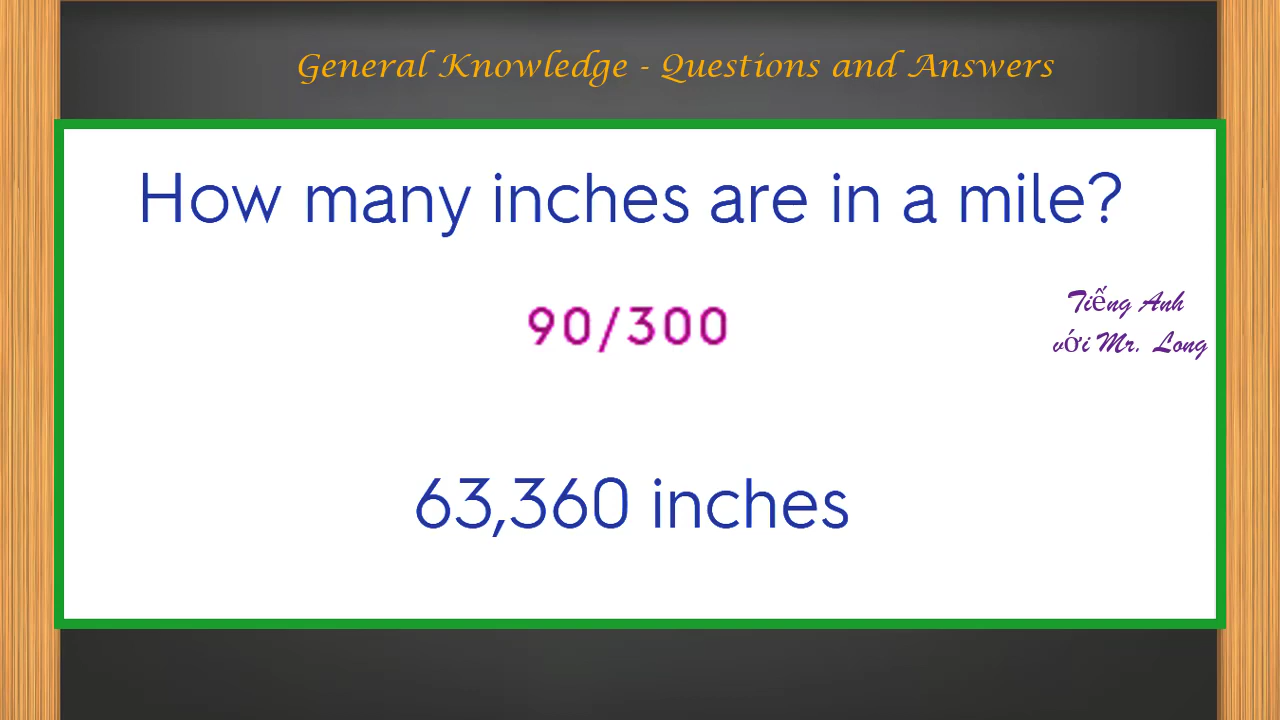 General Knowledge - Questions and Answers
How many inches are in a mile?
90/300
Tiếng Anh
với Mr. Long
63,360 inches